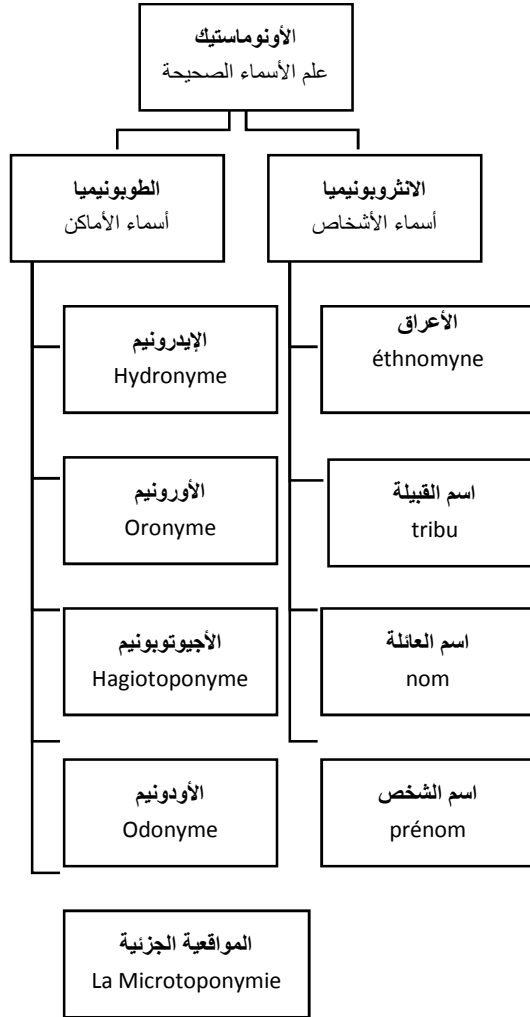 الأونوماستيك
علم الأسماء الصحيحة
الانثروبونيميا
أسماء الأشخاص
الطوبونيميا
أسماء الأماكن
الأعراق
éthnomyne
الإيدرونيم
Hydronyme
اسم القبيلة
tribu
الأورونيم
Oronyme
اسم العائلة
nom
الأجيوتوبونيم
Hagiotoponyme
اسم الشخص
prénom
الأودونيم
Odonyme
المواقعية الجزئية
La Microtoponymie